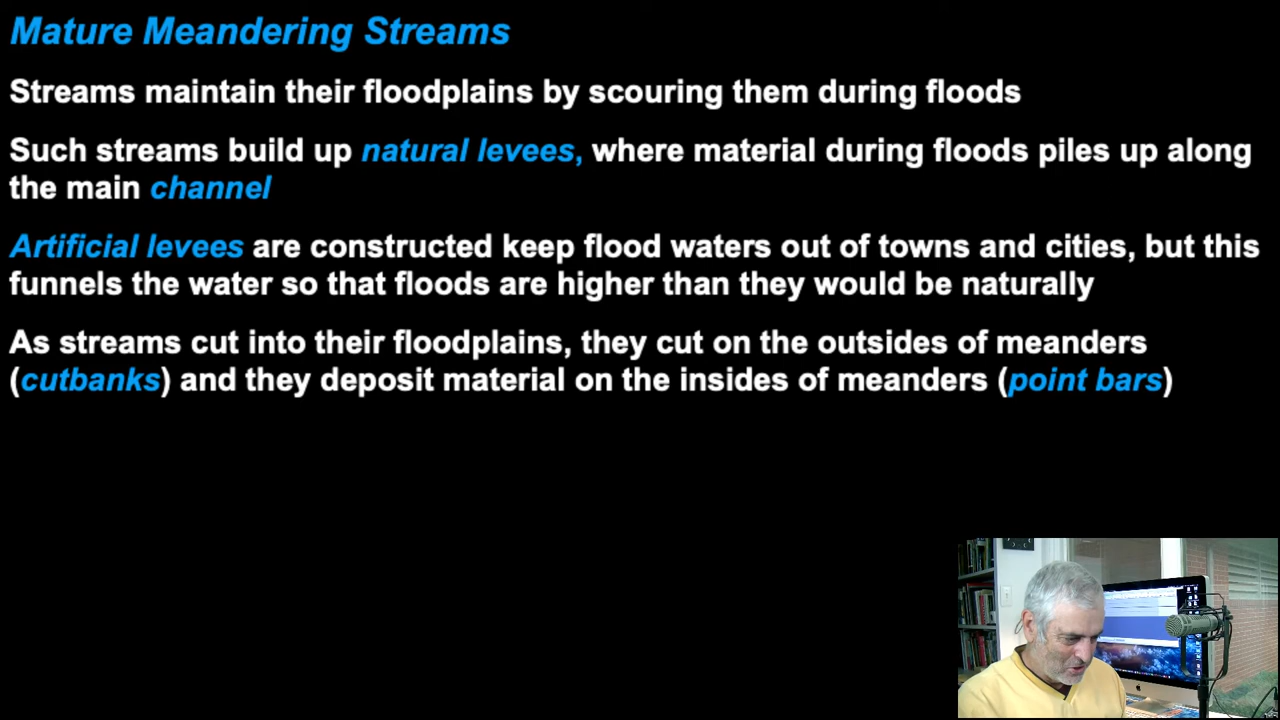 Mature Meandering Streams
Streams maintain their floodplains by scouring them during floods
Such streams build up natural levees, where material during floods piles up along
the main channel
Artificial levees are constructed keep flood waters out of towns and cities, but this
funnels the water so that floods are higher than they would be naturally
As streams cut into their floodplains, they cut on the outsides of meanders
(cutbanks) and they deposit material on the insides of meanders (point bars)